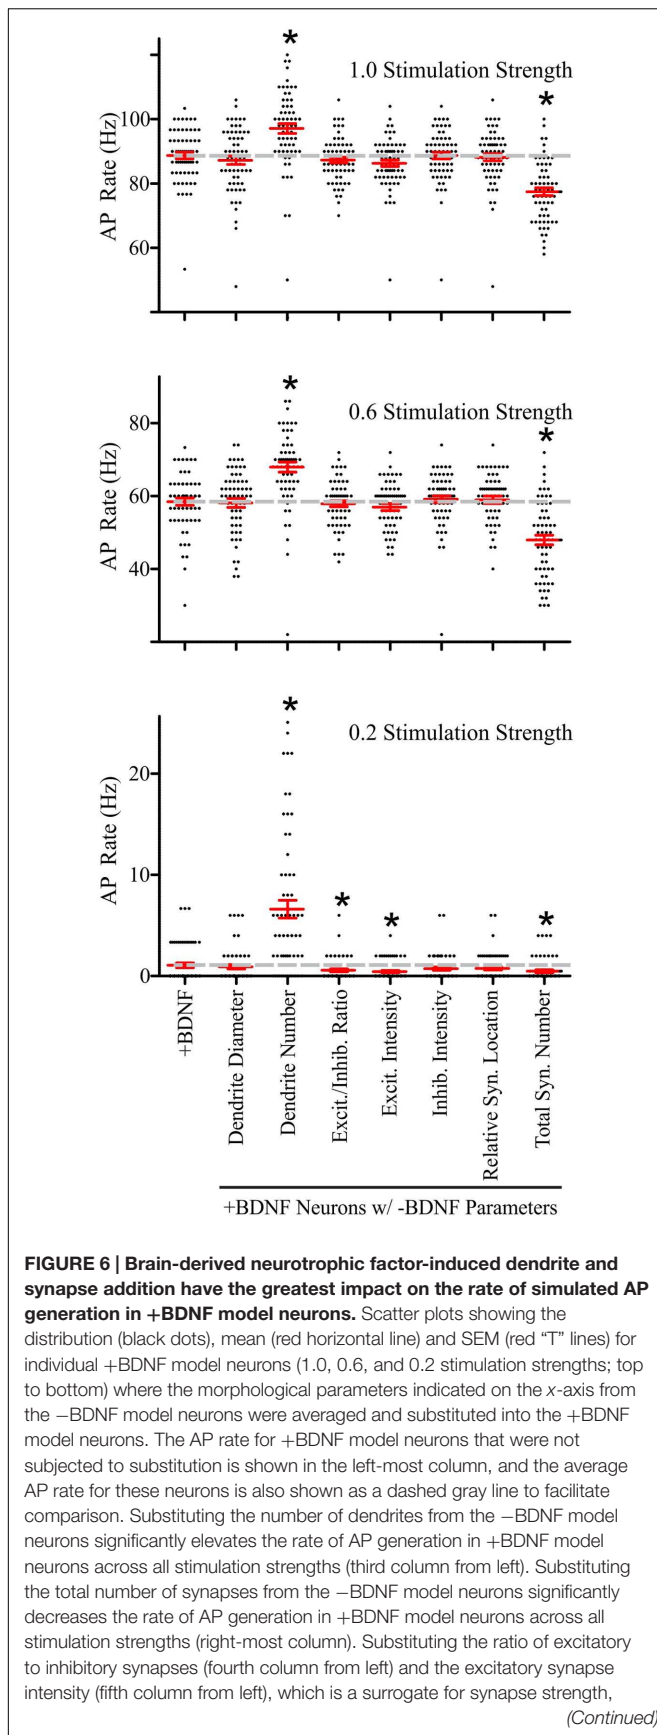 *
1.0 Stimulation Strength
*
100
80
60
AP Rate (Hz)
*
0.6 Stimulation Strength
*
80
60
40
AP Rate (Hz)
*
0.2 Stimulation Strength
20
10
0
AP Rate (Hz)
*
*
*
+BDNF
Dendrite Diameter
Dendrite Number
Excit./Inhib. Ratio
Excit. Intensity
Inhib. Intensity
Relative Syn. Location
Total Syn. Number
+BDNF Neurons w/ -BDNF Parameters
FIGURE 6 | Brain-derived neurotrophic factor-induced dendrite and
synapse addition have the greatest impact on the rate of simulated AP
generation in +BDNF model neurons. Scatter plots showing the
distribution (black dots), mean (red horizontal line) and SEM (red “T” lines) for
individual +BDNF model neurons (1.0, 0.6, and 0.2 stimulation strengths; top
to bottom) where the morphological parameters indicated on the x-axis from
the −BDNF model neurons were averaged and substituted into the +BDNF
model neurons. The AP rate for +BDNF model neurons that were not
subjected to substitution is shown in the left-most column, and the average
AP rate for these neurons is also shown as a dashed gray line to facilitate
comparison. Substituting the number of dendrites from the −BDNF model
neurons significantly elevates the rate of AP generation in +BDNF model
neurons across all stimulation strengths (third column from left). Substituting
the total number of synapses from the −BDNF model neurons significantly
decreases the rate of AP generation in +BDNF model neurons across all
stimulation strengths (right-most column). Substituting the ratio of excitatory
to inhibitory synapses (fourth column from left) and the excitatory synapse
intensity (fifth column from left), which is a surrogate for synapse strength,
(Continued)